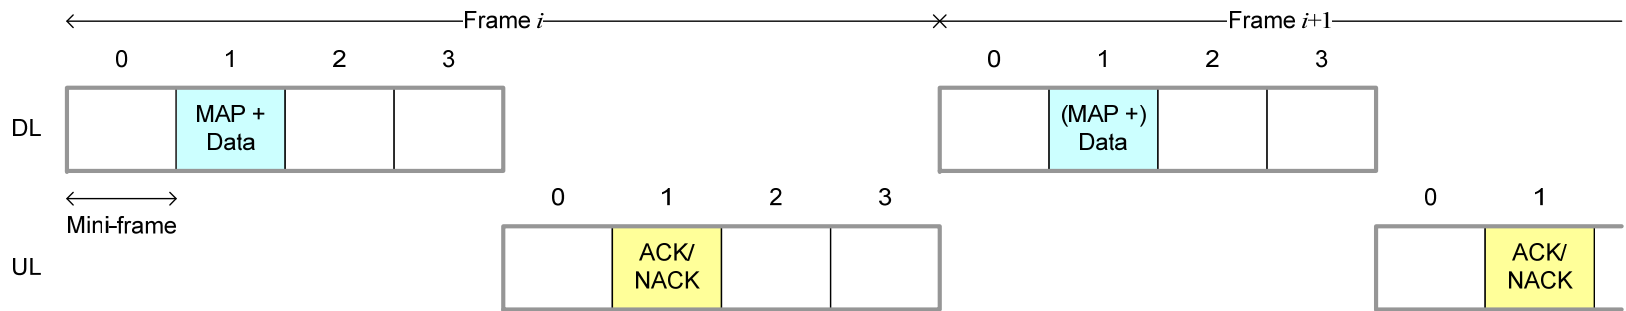 Frame i
Frame i+1
0 1 2 3
0 1 2 3
DL
MAP +
Data
(MAP +)
Data
Mini-frame
0 1 2 3
0 1
UL
ACK/
NACK
ACK/
NACK